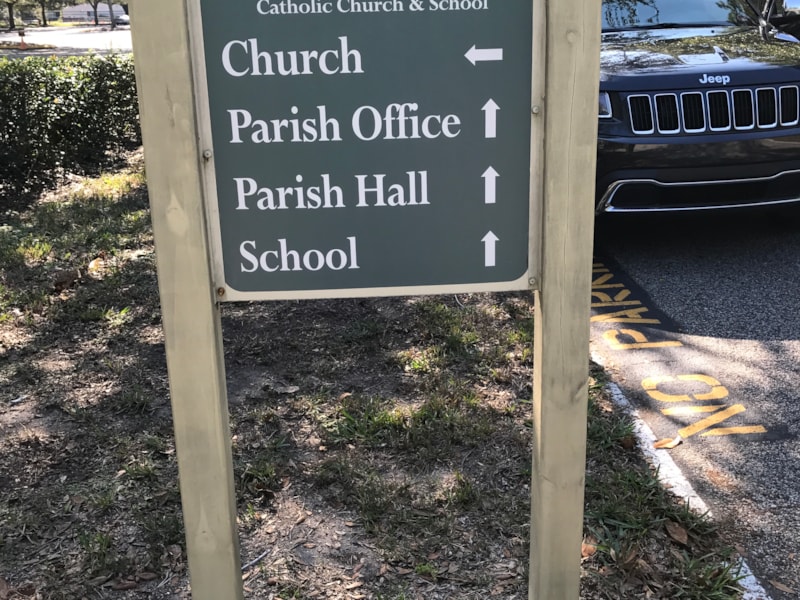 Catholic Church & School
Church
Parish Office
Parish Hall
School
Jeep
NO PARKING